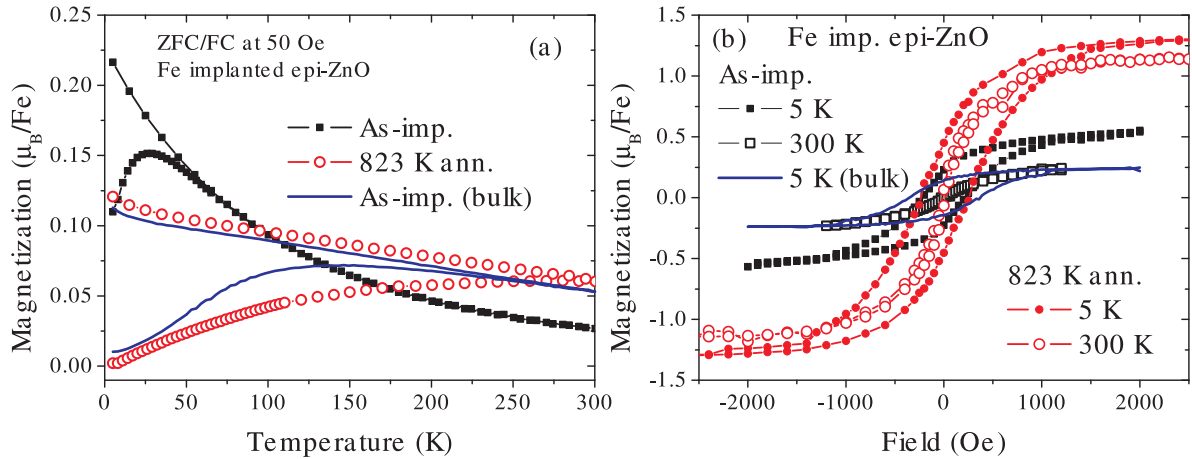 ZFC/FC at 50 Oe
Fe implanted epi-ZnO
(a)
As-imp.
823 K ann.
As-imp. (bulk)
0.25
0.20
0.15
0.10
0.05
0.00
0
50
100
150
200
250
300
Magnetization (μB/Fe)
Temperature (K)
(b)
Fe imp. epi-ZnO
As-imp.
5 K
300 K
5 K (bulk)
823 K ann.
5 K
300 K
1.5
1.0
0.5
0.0
-0.5
-1.0
-1.5
-2000
-1000
0
1000
2000
Magnetization (μB/Fe)
Field (Oe)